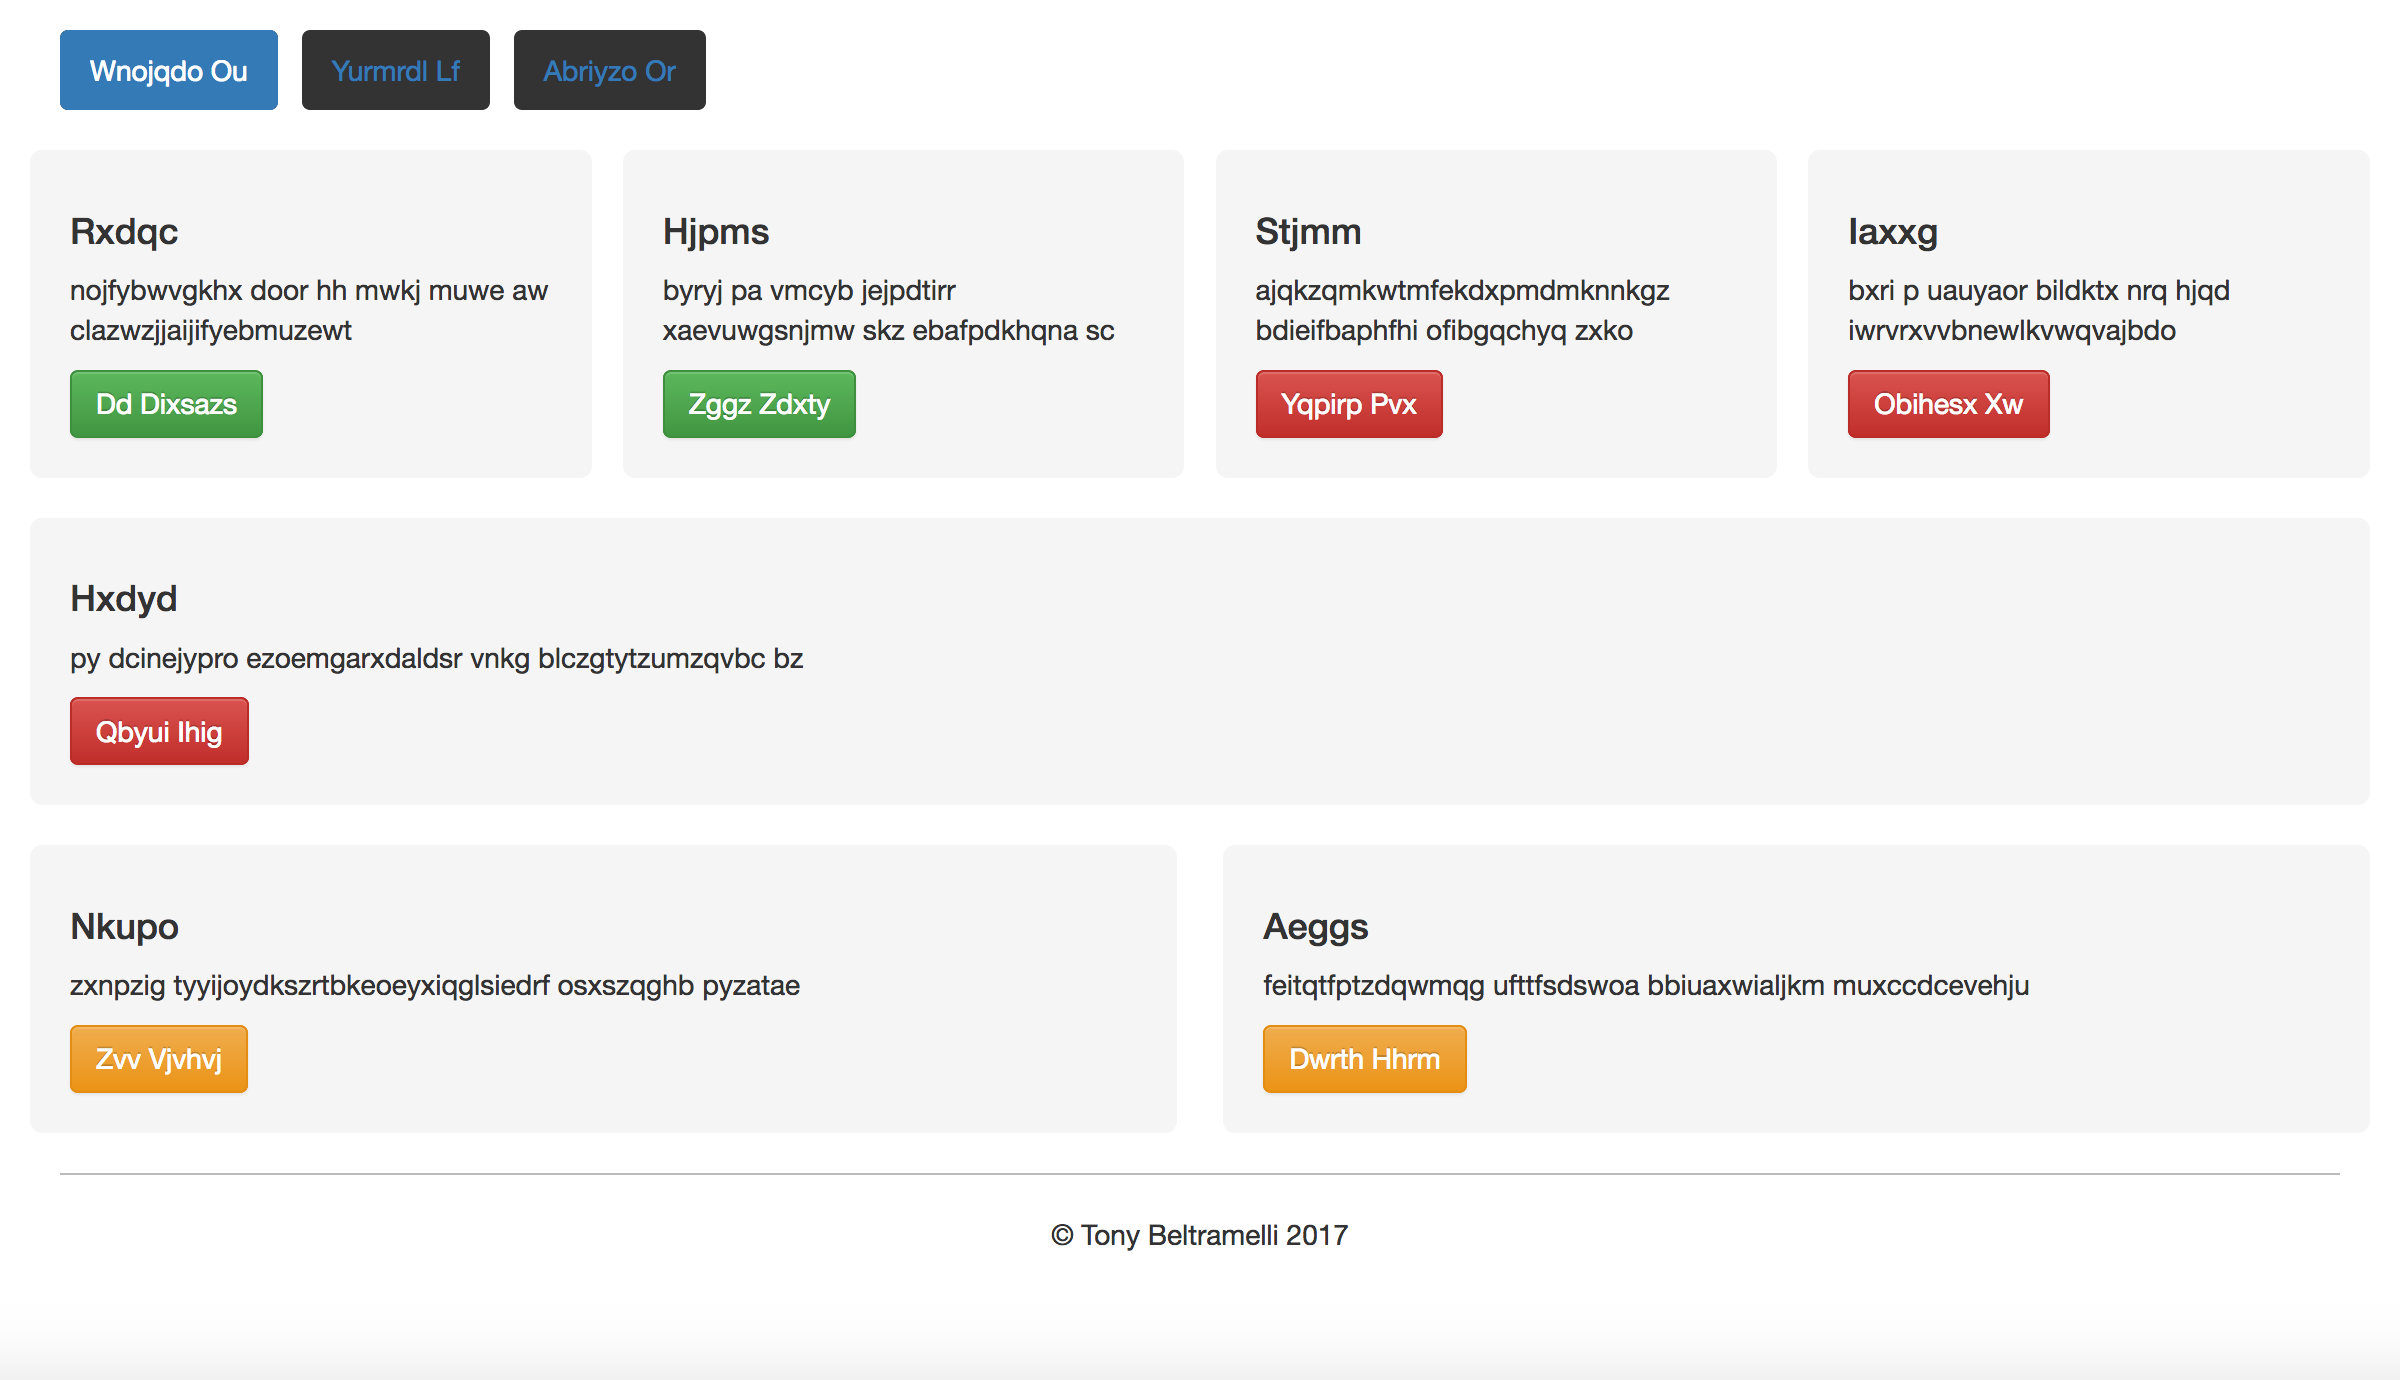 Wnojqdo Ou
Yurmrdl Lf
Abriyzo Or
Rxdqc
nojfybwvgkhx door hh mwkj muwe aw
clazwzjjaijifyebmuzewt
Dd Dixsazs
Hjpms
byryj pa vmcyb jejpdtirr
xaevuwgsnjmw skz ebafpdkhqna sc
Zggz Zdxty
Stjmm
ajqkzqmkwtmfekdxpmdmknnkgz
bdieifbaphfhi ofibgqchyq zxko
Yqpirp Pvx
Iaxxg
bxri p uauyaor bildktx nrq hjqd
iwrvrxvvbnewlkvwqvajbdo
Obihesx Xw
Hxdyd
py dcinejypro ezoemgarxdaldsr vnkg blczgtytzumzqvbc bz
Qbyui Ihig
Nkupo
zxnpzig tyyijoydkszrtbkeoeyxiqglsiedrf osxszqghb pyzatae
Zvv Vjvhvj
Aeggs
feitqtfptzdqwmqg ufttfsdswoa bbiuaxwialjkm muxccdcevehju
Dwrth Hhrm
© Tony Beltramelli 2017